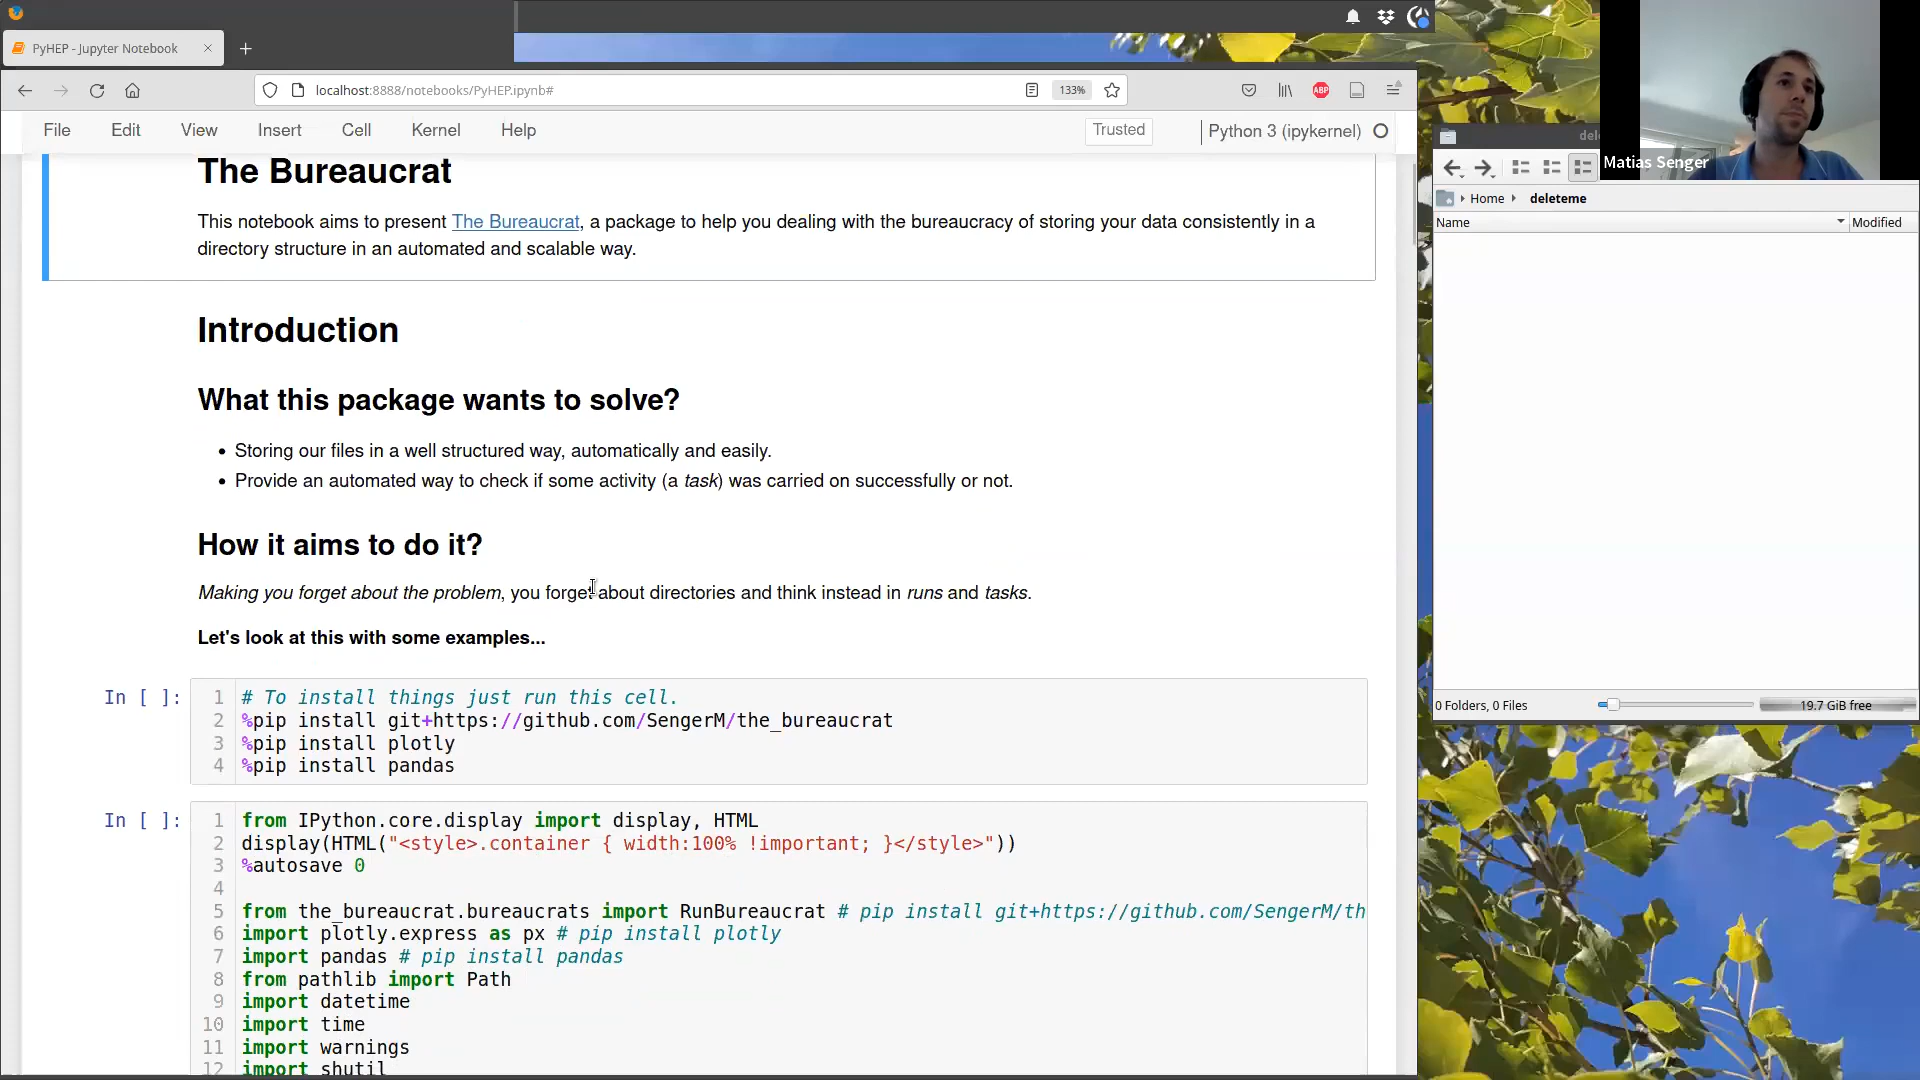 PyHEP - Jupyter Notebook
localhost:8888/notebooks/PyHEP.ipynb#
133%
ABP
File Edit View Insert Cell Kernel Help
Trusted
Python 3 (ipykernel)
The Bureaucrat
This notebook aims to present The Bureaucrat, a package to help you dealing with the bureaucracy of storing your data consistently in a
directory structure in an automated and scalable way.
Introduction
What this package wants to solve?
• Storing our files in a well structured way, automatically and easily.
• Provide an automated way to check if some activity (a task) was carried on successfully or not.
How it aims to do it?
Making you forget about the problem, you forget about directories and think instead in runs and tasks.
Let's look at this with some examples...
In [ ]:
1 # To install things just run this cell.
2 %pip install git+https://github.com/SengerM/the_bureaucrat
3 %pip install plotly
4 %pip install pandas
In [ ]:
1 from IPython.core.display import display, HTML
2 display(HTML("<style>.container { width:100% !important; }</style>"))
3 %autosave 0
4
5 from the_bureaucrat.bureaucrats import RunBureaucrat # pip install git+https://github.com/SengerM/th
6 import plotly.express as px # pip install plotly
7 import pandas # pip install pandas
8 from pathlib import Path
9 import datetime
10 import time
11 import warnings
12 import shutil
Matias Senger
Home deleteme
Name Modified
0 Folders, 0 Files
19.7 GiB free